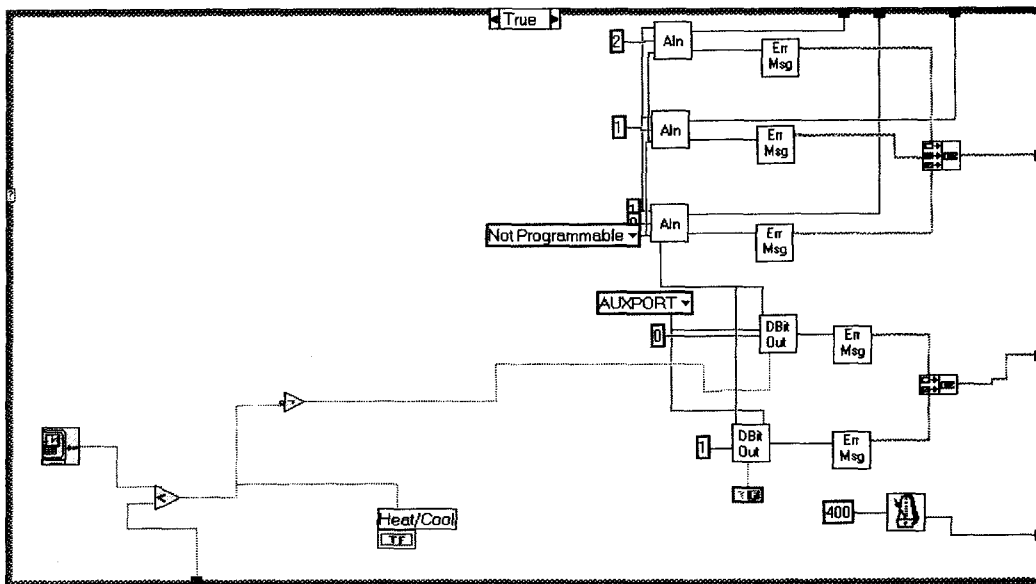 True
2
AIn
Err
Msg
1
AIn
Err
Msg
1
AIn
Not Programmable
Err
Msg
AUXPORT
0
DBit
Out
Err
Msg
1
DBit
Out
Err
Msg
Heat/Cool
TF
400